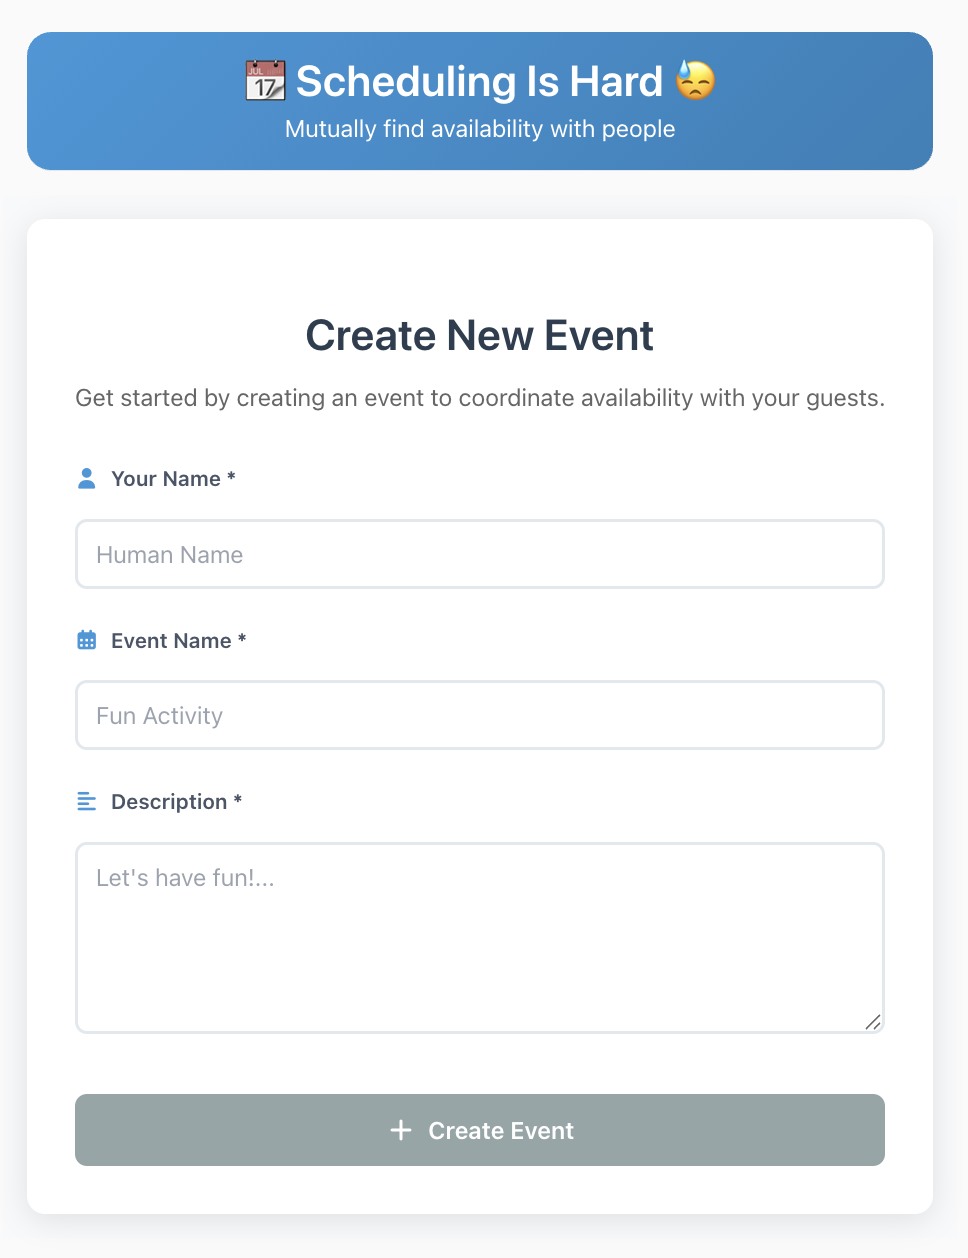 📆 Scheduling Is Hard 😓
Mutually find availability with people
Create New Event
Get started by creating an event to coordinate availability with your guests.
Your Name *
Human Name
Event Name *
Fun Activity
Description *
Let's have fun!...
+ Create Event